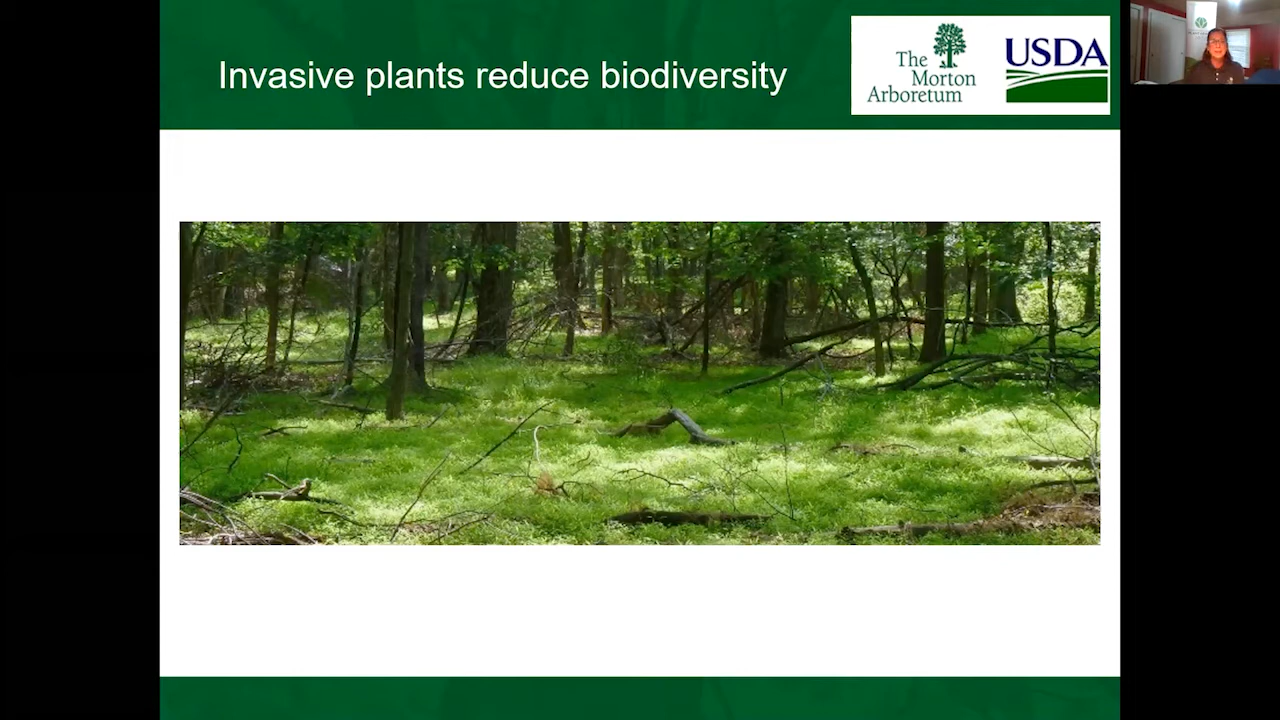 Invasive plants reduce biodiversity
The
Morton
Arboretum
USDA